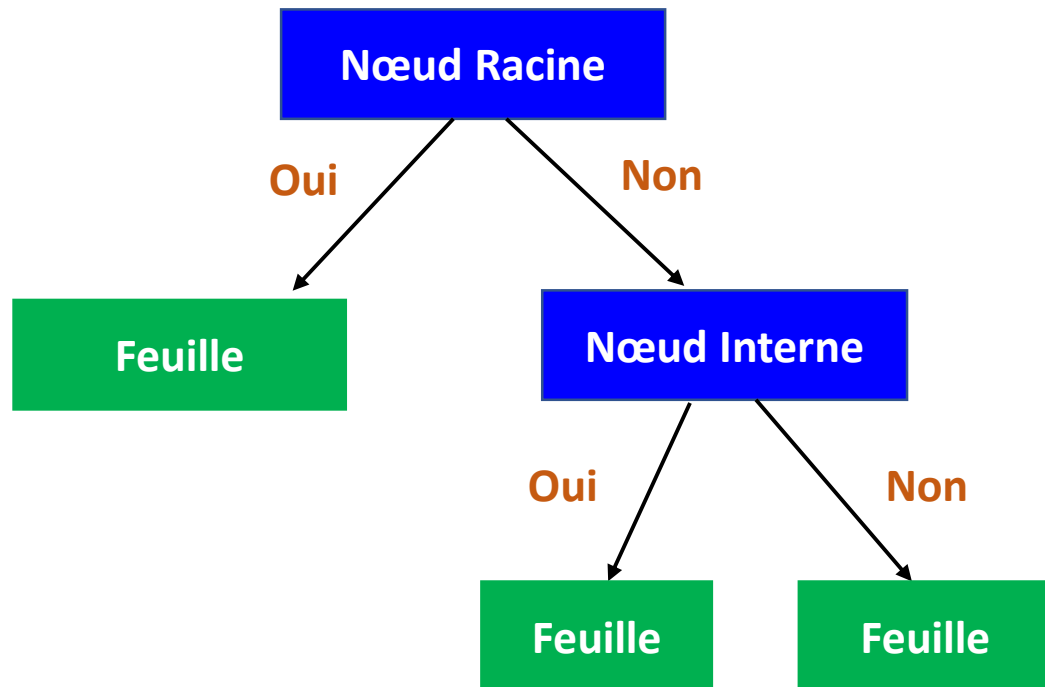 Nœud Racine
Oui
Non
Feuille
Nœud Interne
Oui
Non
Feuille
Feuille